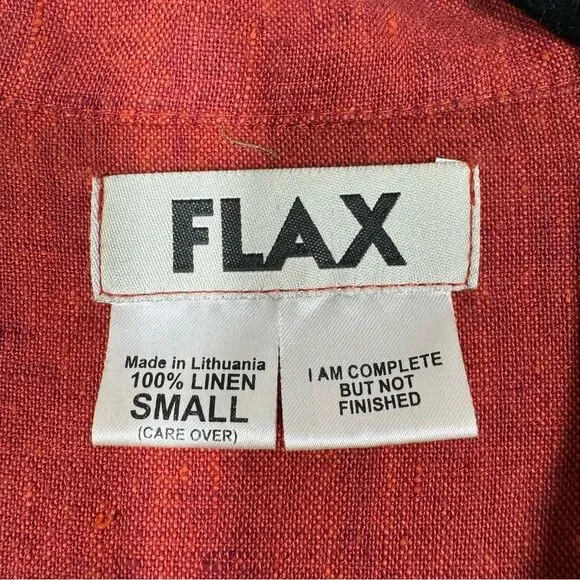 FLAX
Made in Lithuania
100% LINEN
SMALL
(CARE OVER)
I AM COMPLETE
BUT NOT
FINISHED